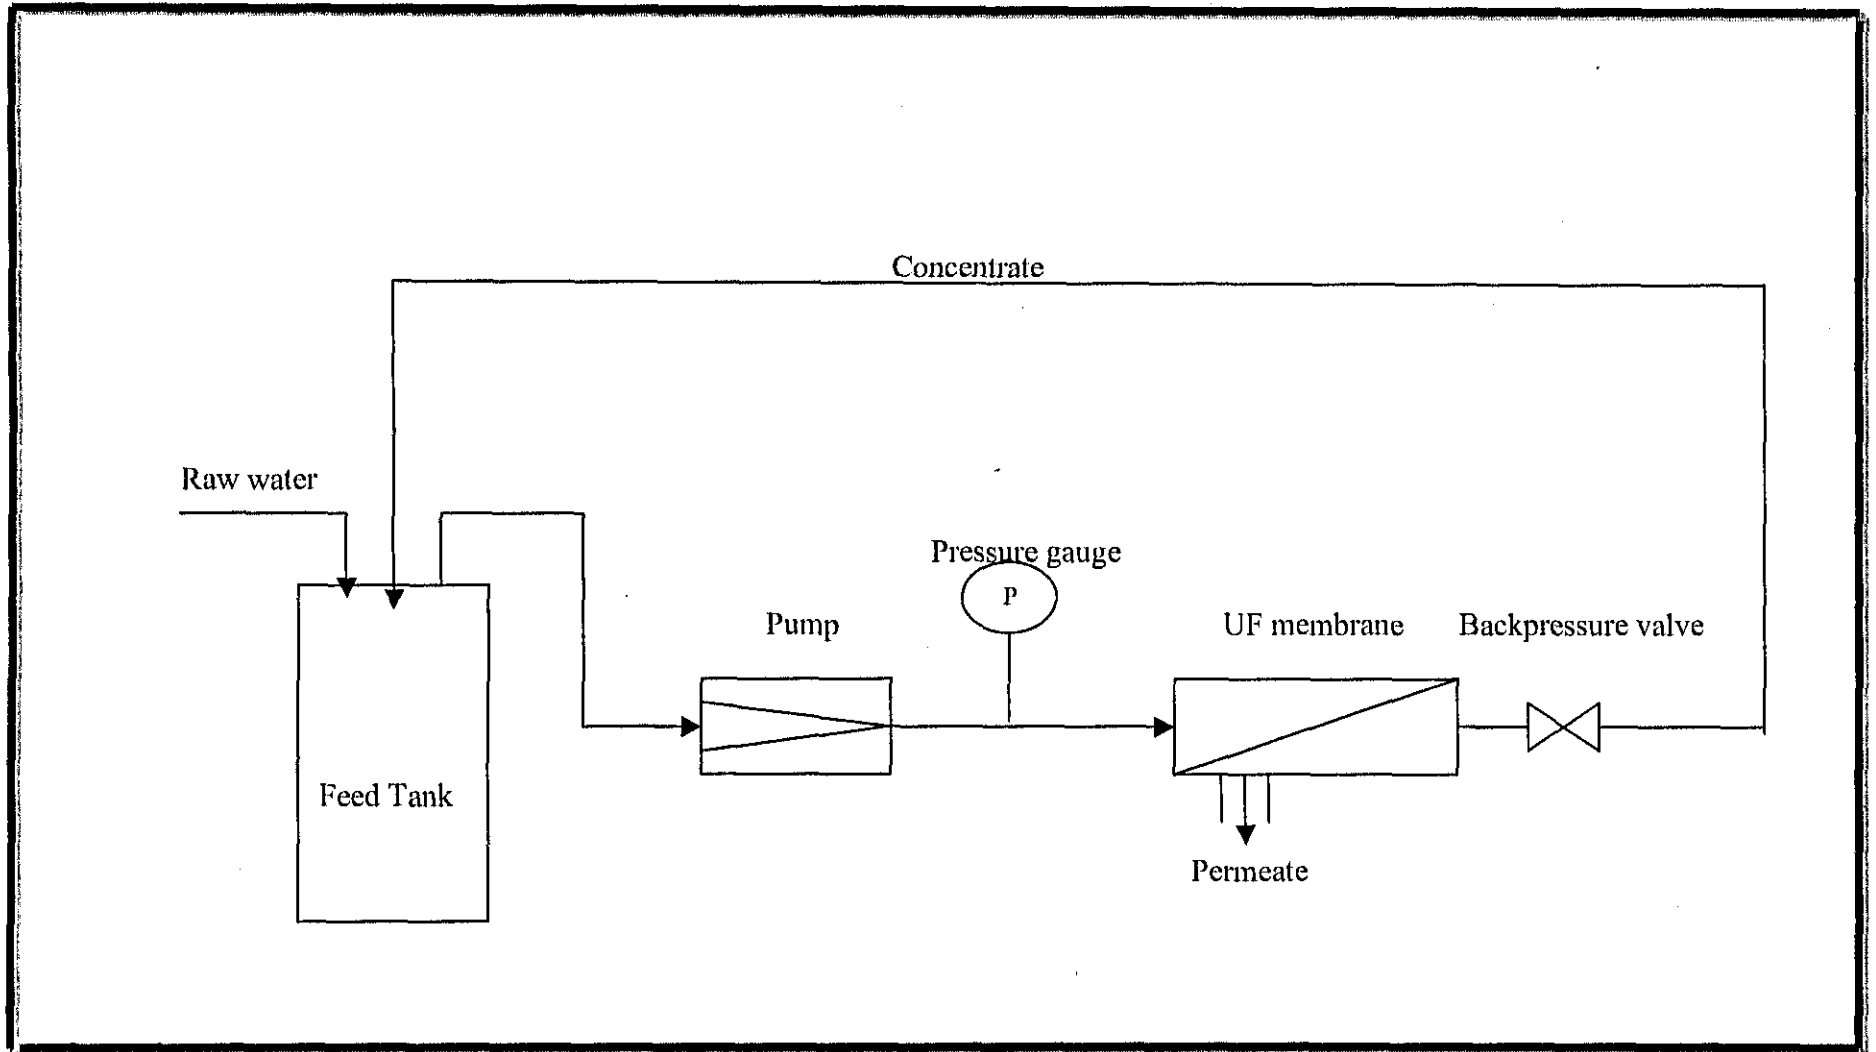 Concentrate
Raw water
Pressure gauge
P
Pump
UF membrane
Backpressure valve
Feed Tank
Permeate